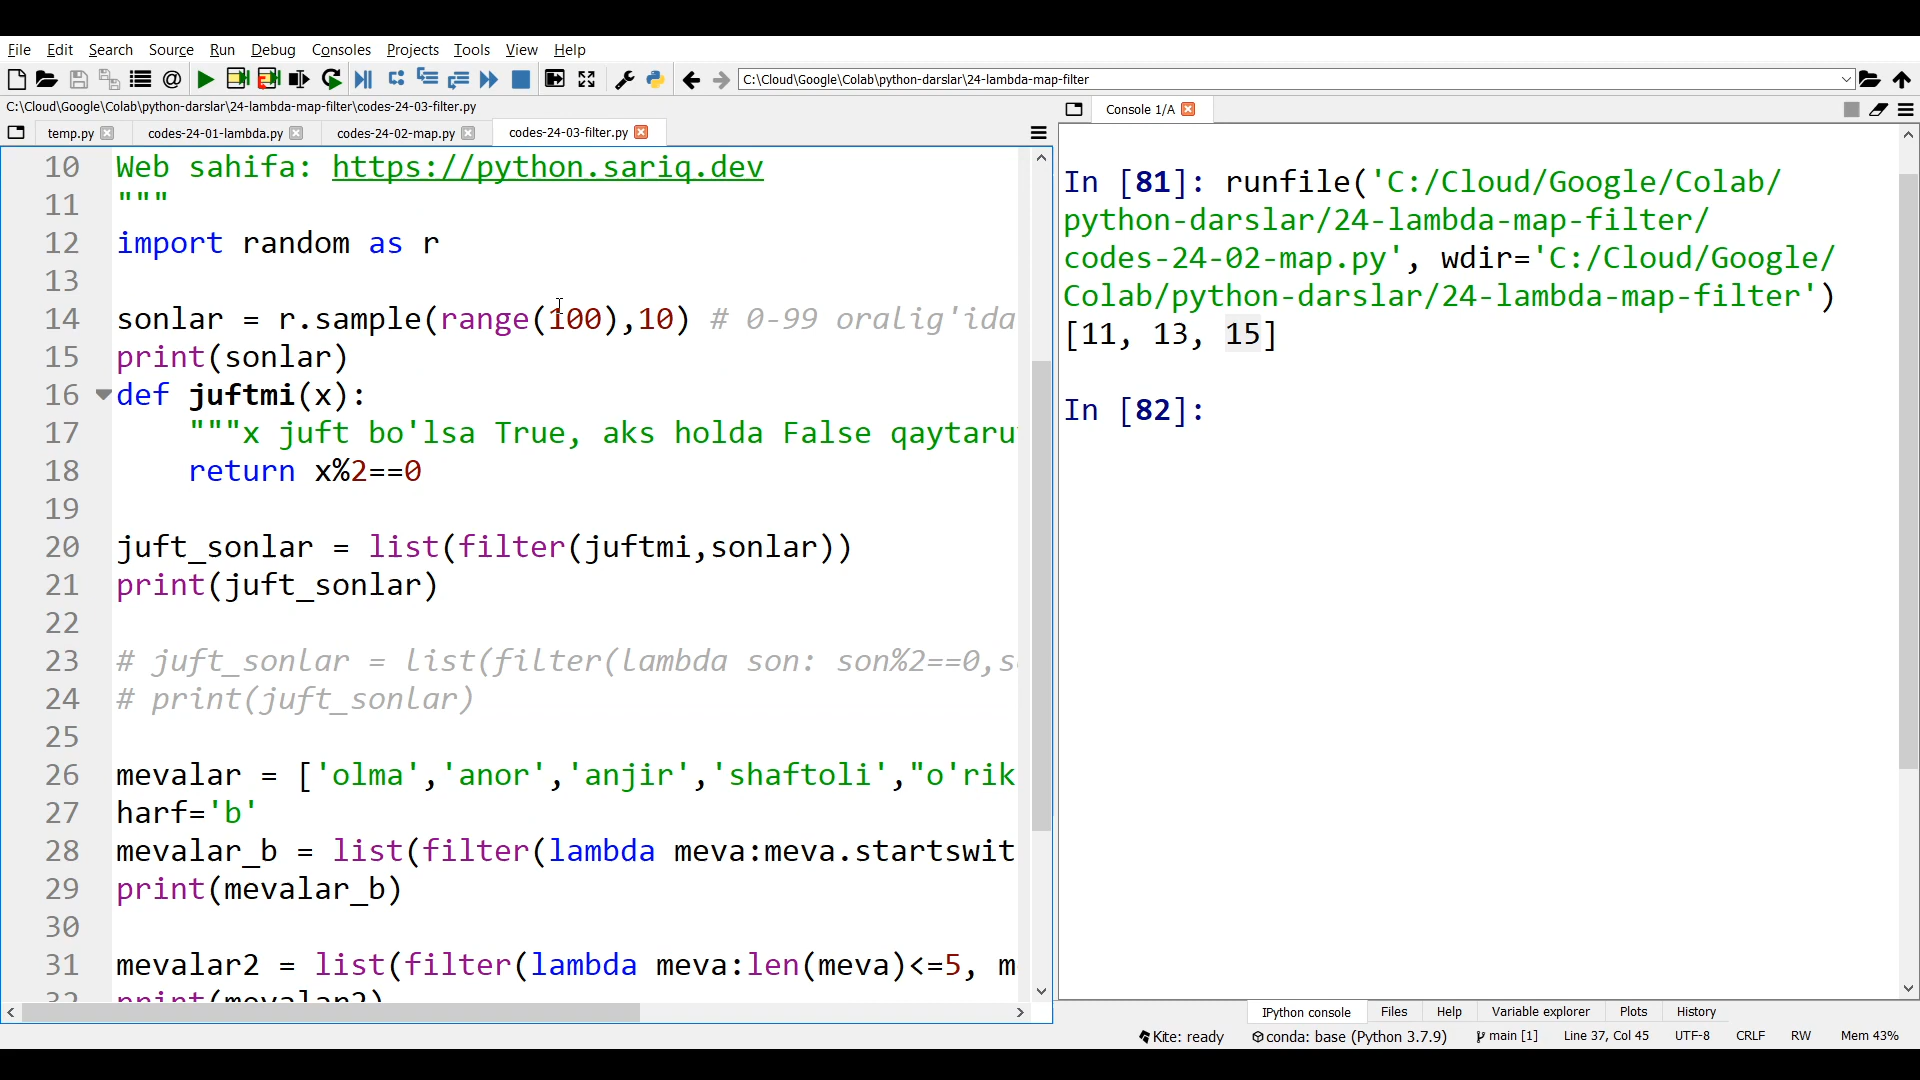 File Edit Search Source Run Debug Consoles Projects Tools View Help
C:\Cloud\Google\Colab\python-darslar\24-lambda-map-filter
C:\Cloud\Google\Colab\python-darslar\24-lambda-map-filter\codes-24-03-filter.py
temp.py codes-24-01-lambda.py codes-24-02-map.py codes-24-03-filter.py
10 Web sahifa: https://python.sariq.dev
11 """
12 import random as r
13
14 sonlar = r.sample(range(100),10) # 0-99 oralig'ida
15 print(sonlar)
16 def juftmi(x):
17 """x juft bo'lsa True, aks holda False qaytaru
18 return x%2==0
19
20 juft_sonlar = list(filter(juftmi,sonlar))
21 print(juft_sonlar)
22
23 # juft_sonlar = list(filter(lambda son: son%2==0,s
24 # print(juft_sonlar)
25
26 mevalar = ['olma','anor','anjir','shaftoli',"o'rik
27 harf='b'
28 mevalar_b = list(filter(lambda meva:meva.startswit
29 print(mevalar_b)
30
31 mevalar2 = list(filter(lambda meva:len(meva)<=5, m
32 print(mevalar2)
Console 1/A
In [81]: runfile('C:/Cloud/Google/Colab/
python-darslar/24-lambda-map-filter/
codes-24-02-map.py', wdir='C:/Cloud/Google/
Colab/python-darslar/24-lambda-map-filter')
[11, 13, 15]
In [82]:
IPython console Files Help Variable explorer Plots History
Kite: ready conda: base (Python 3.7.9) main [1] Line 37, Col 45 UTF-8 CRLF RW Mem 43%